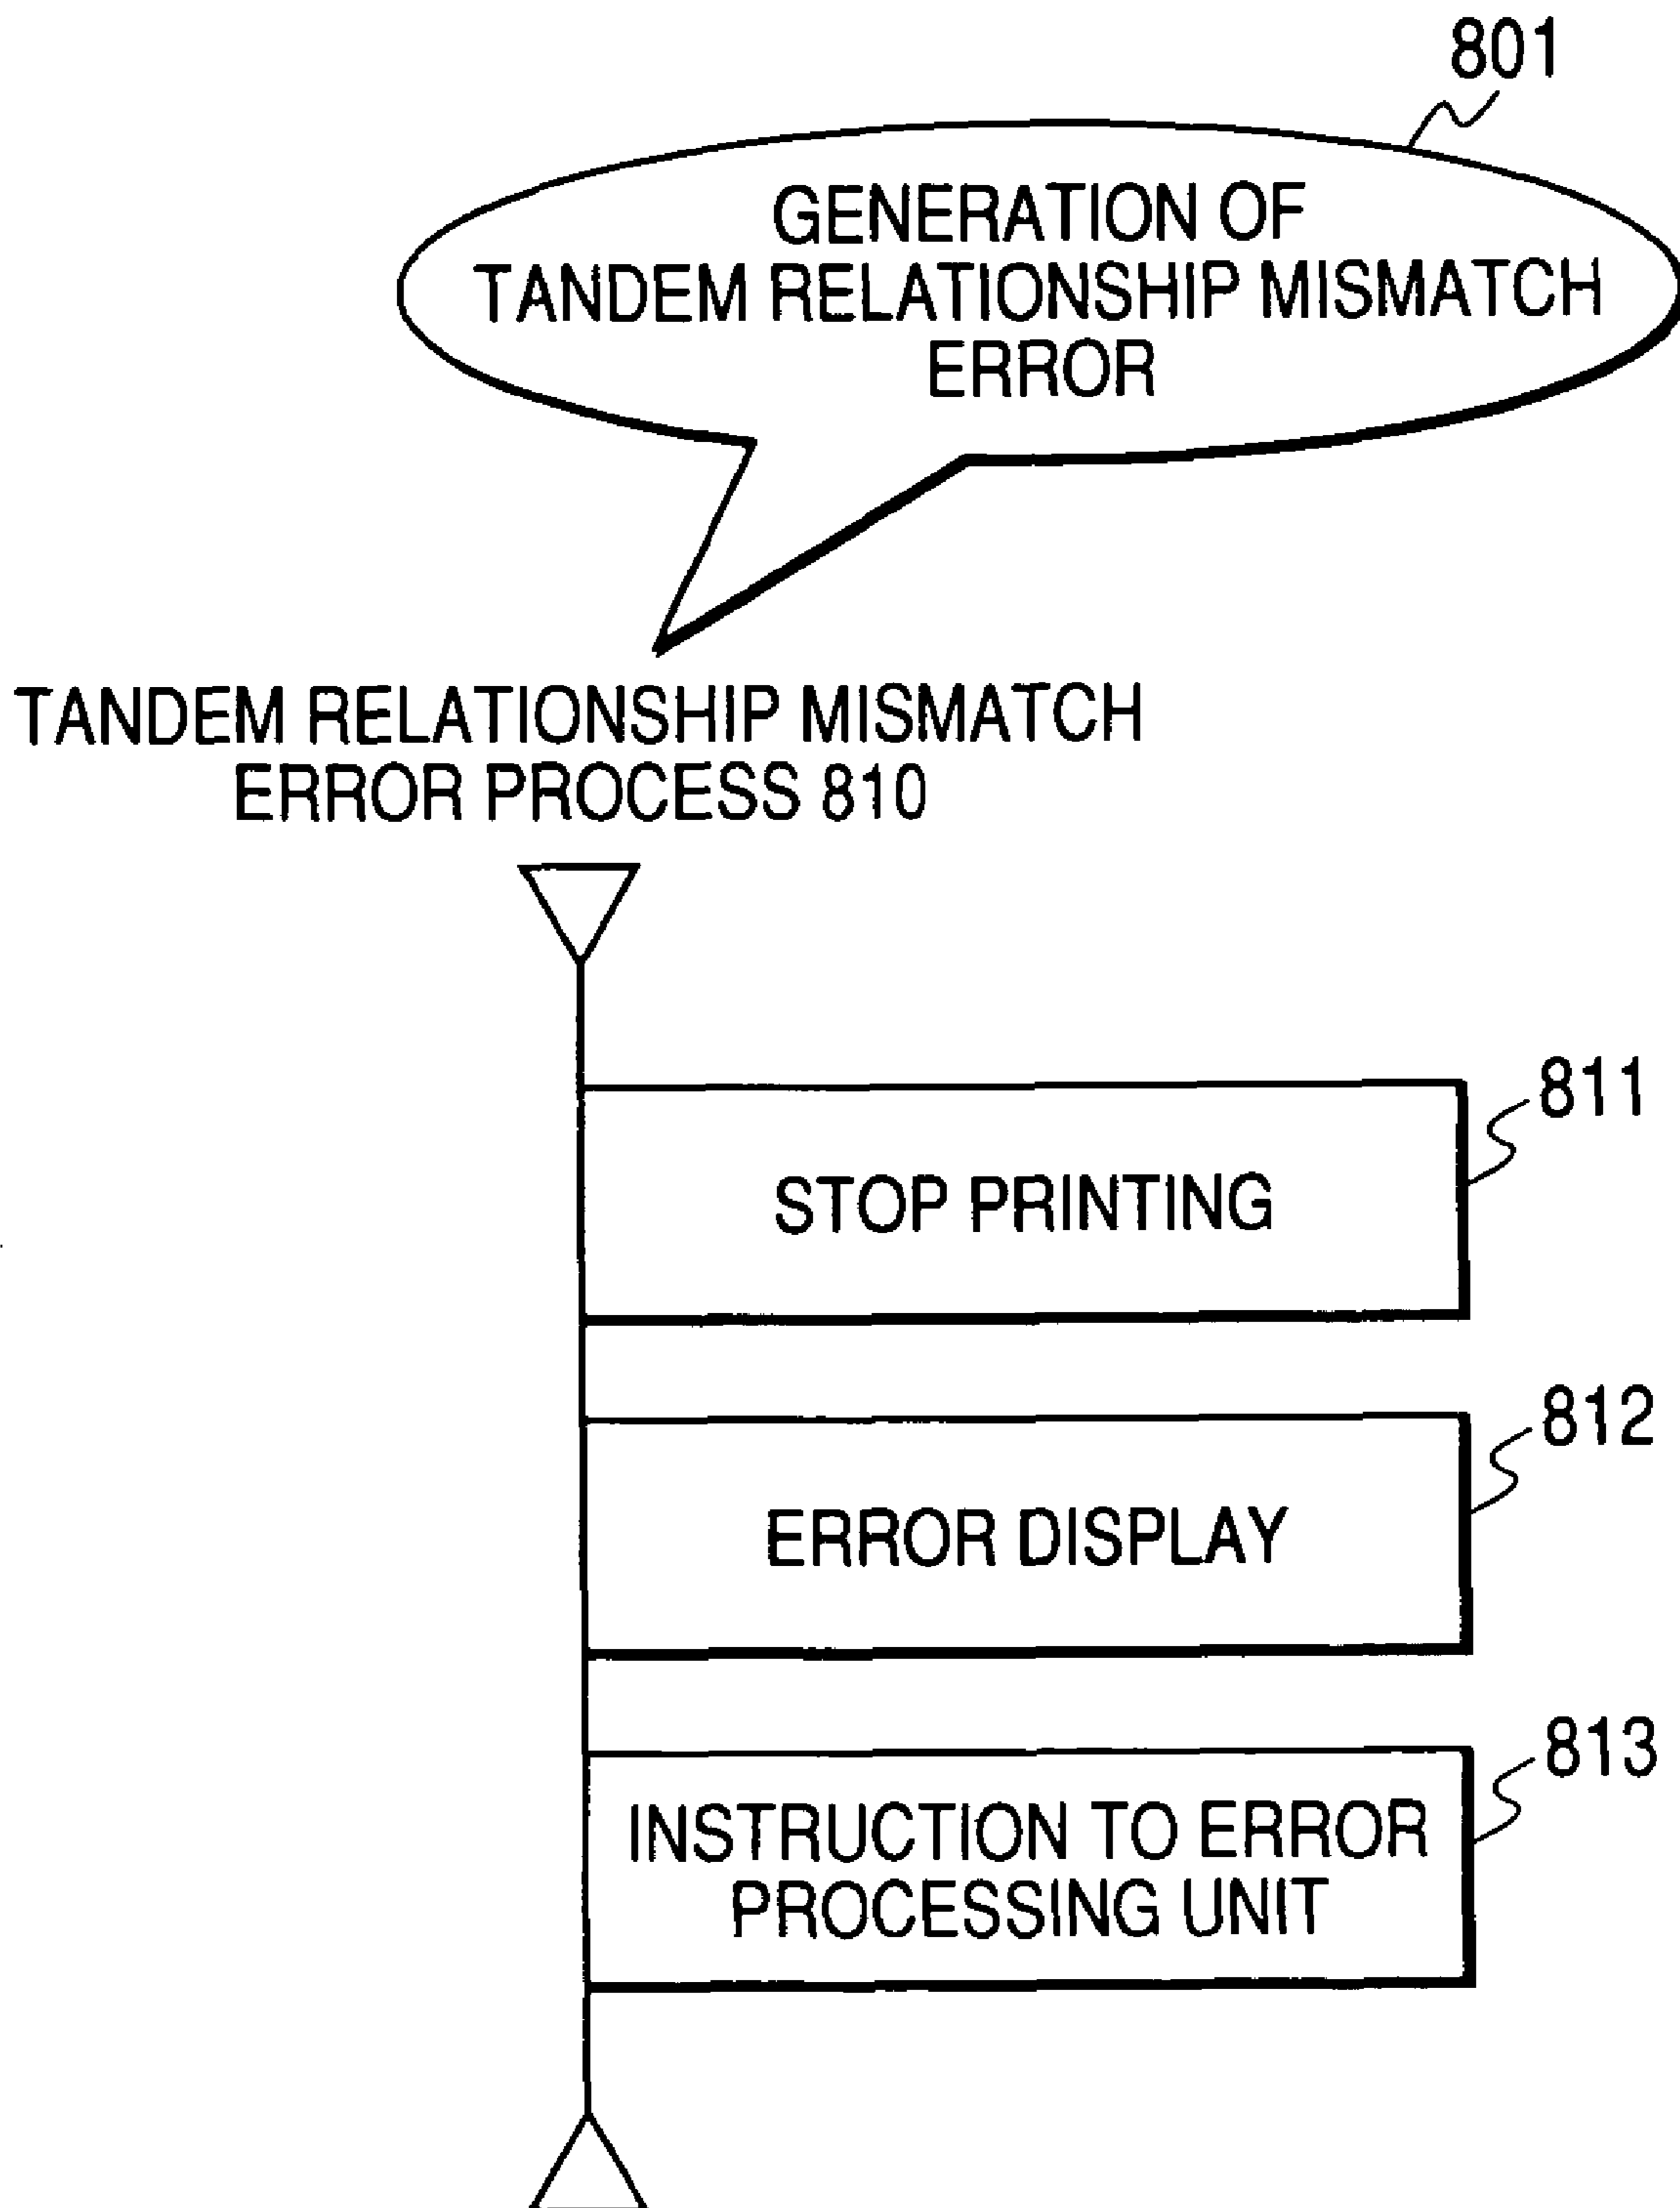 801
GENERATION OF
TANDEM RELATIONSHIP MISMATCH
ERROR
TANDEM RELATIONSHIP MISMATCH
ERROR PROCESS 810
811
STOP PRINTING
812
ERROR DISPLAY
813
INSTRUCTION TO ERROR
PROCESSING UNIT